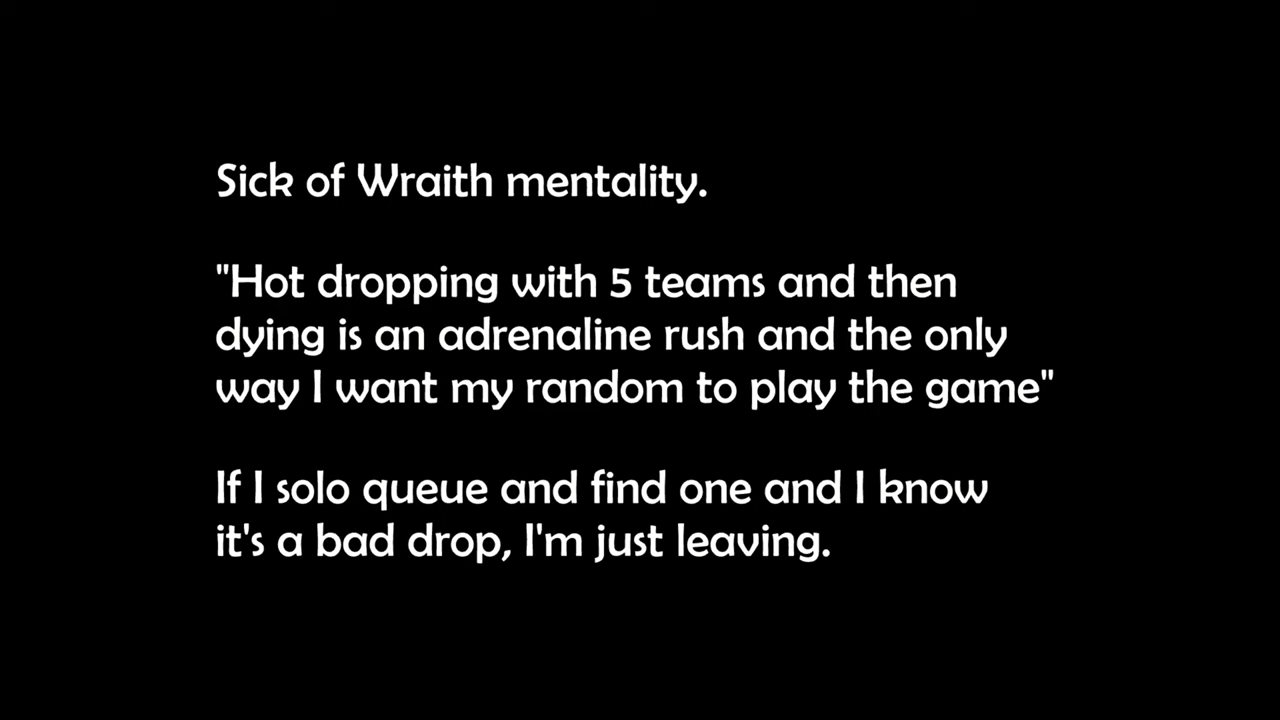 Sick of Wraith mentality.
"Hot dropping with 5 teams and then
dying is an adrenaline rush and the only
way I want my random to play the game"
If I solo queue and find one and I know
it's a bad drop, I'm just leaving.